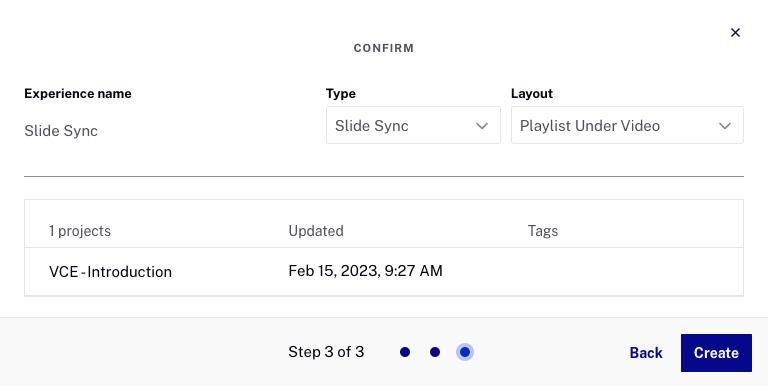 ×
CONFIRM
Experience name
Type
Layout
Slide Sync
Slide Sync
Playlist Under Video
1 projects
Updated
Tags
VCE - Introduction
Feb 15, 2023, 9:27 AM
Step 3 of 3
Back
Create